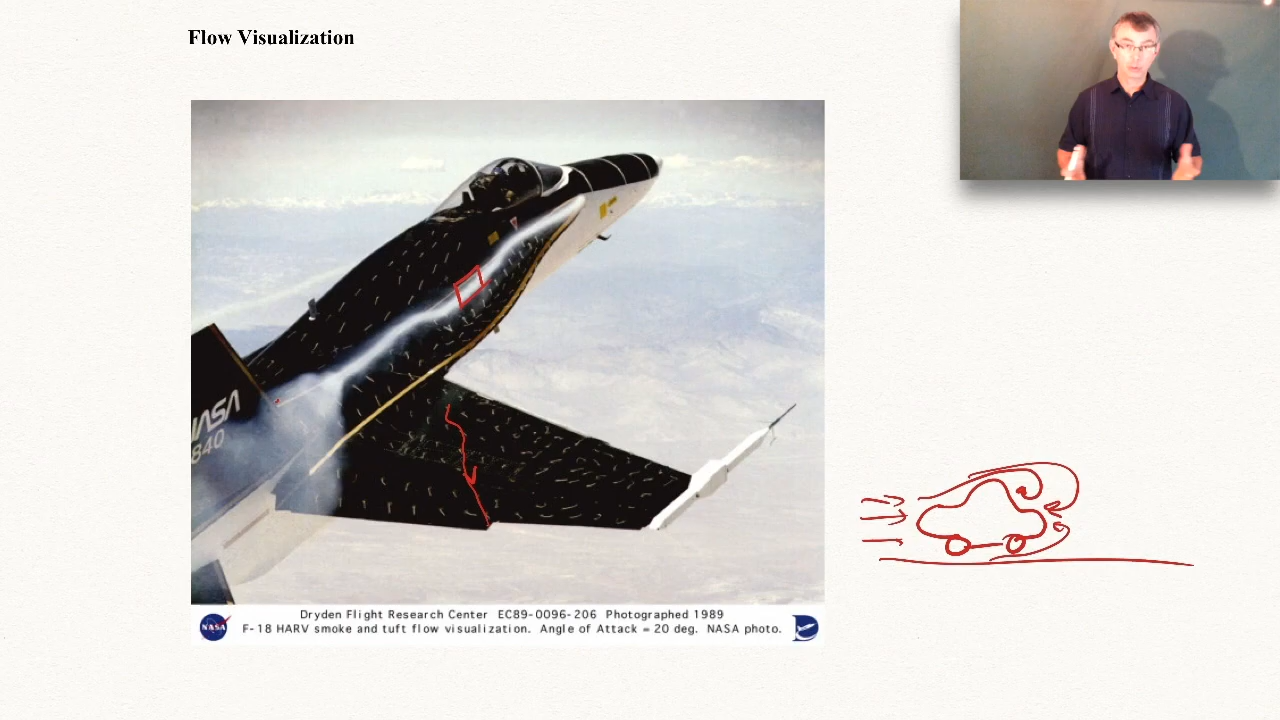 Flow Visualization
NASA
840
Dryden Flight Research Center EC89-0096-206 Photographed 1989
NASA
F-18 HARV smoke and tuft flow visualization. Angle of Attack = 20 deg. NASA photo.